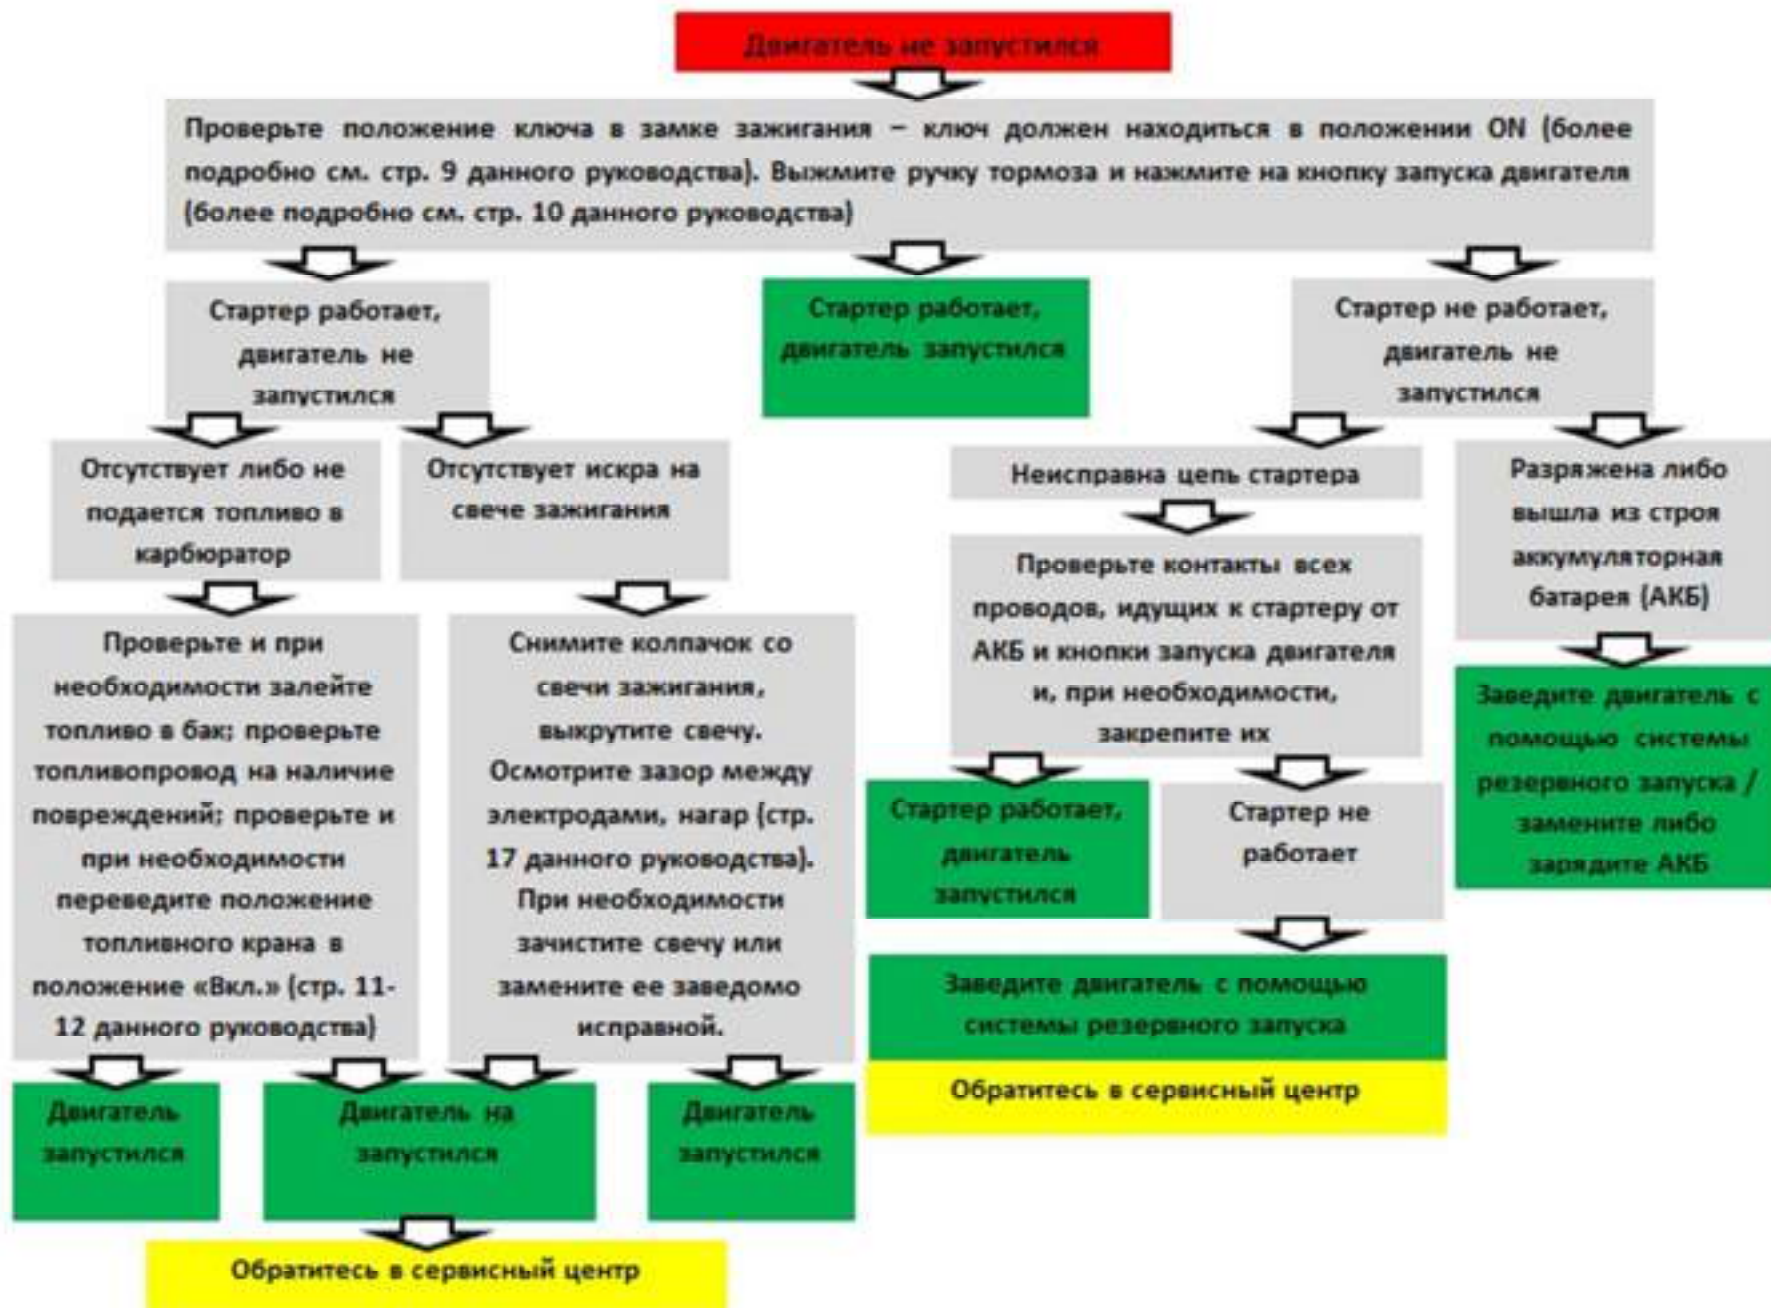 Двигатель не запустился
Проверьте положение ключа в замке зажигания – ключ должен находиться в положении ON (более
подробно см. стр. 9 данного руководства). Выжмите ручку тормоза и нажмите на кнопку запуска двигателя
(более подробно см. стр. 10 данного руководства)
Стартер работает,
двигатель не
запустился
Стартер работает,
двигатель запустился
Стартер не работает,
двигатель не
запустился
Отсутствует либо не
подается топливо в
карбюратор
Отсутствует искра на
свече зажигания
Неисправна цепь стартера
Разряжена либо
вышла из строя
аккумуляторная
батарея (АКБ)
Проверьте и при
необходимости залейте
топливо в бак; проверьте
топливопровод на наличие
повреждений; проверьте и
при необходимости
переведите положение
топливного крана в
положение «Вкл.» (стр. 11-
12 данного руководства)
Снимите колпачок со
свечи зажигания,
выкрутите свечу.
Осмотрите зазор между
электродами, нагар (стр.
17 данного руководства).
При необходимости
зачистите свечу или
замените ее заведомо
исправной.
Проверьте контакты всех
проводов, идущих к стартеру от
АКБ и кнопки запуска двигателя
и, при необходимости,
закрепите их
Заведите двигатель с
помощью системы
резервного запуска /
замените либо
зарядите АКБ
Стартер работает,
двигатель
запустился
Стартер не
работает
Заведите двигатель с помощью
системы резервного запуска
Обратитесь в сервисный центр
Двигатель
запустился
Двигатель на
запустился
Двигатель
запустился
Обратитесь в сервисный центр